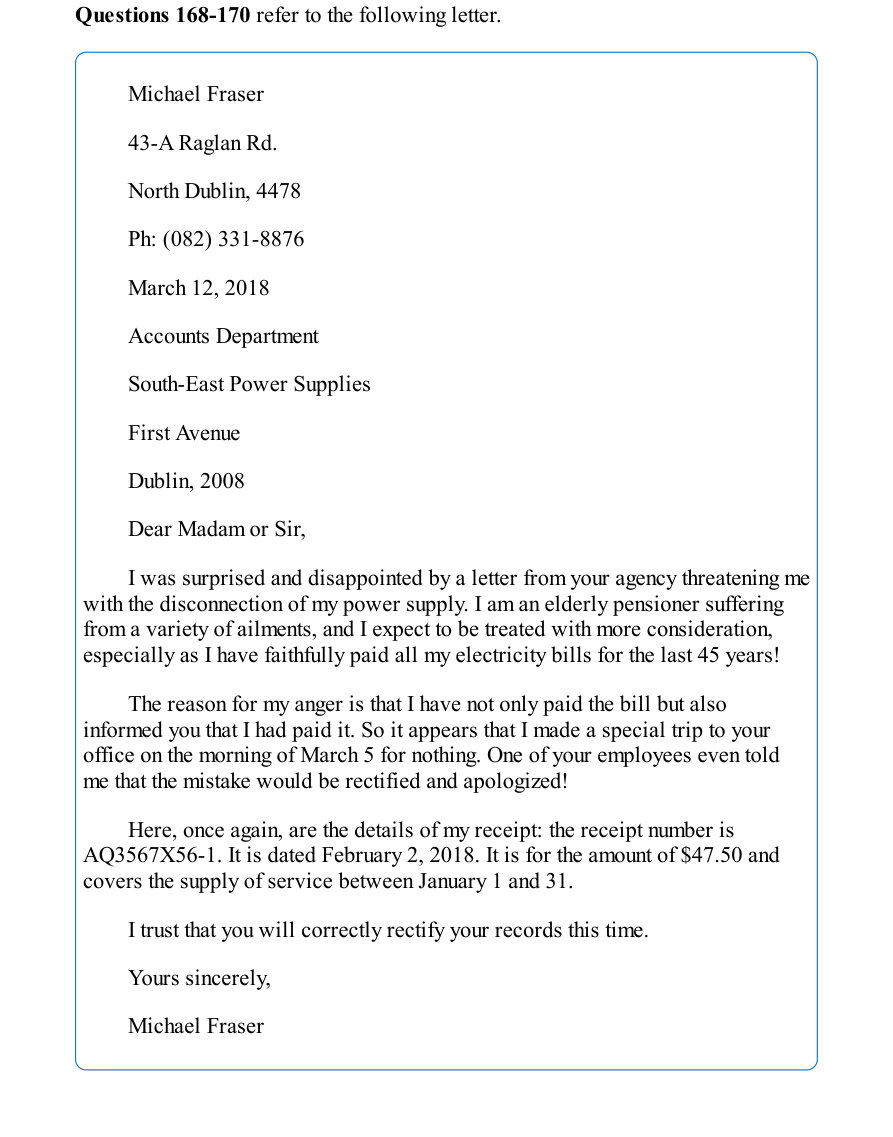 Questions 168-170 refer to the following letter.
Michael Fraser
43-A Raglan Rd.
North Dublin, 4478
Ph: (082) 331-8876
March 12, 2018
Accounts Department
South-East Power Supplies
First Avenue
Dublin, 2008
Dear Madam or Sir,
I was surprised and disappointed by a letter from your agency threatening me
with the disconnection of my power supply. I am an elderly pensioner suffering
from a variety of ailments, and I expect to be treated with more consideration,
especially as I have faithfully paid all my electricity bills for the last 45 years!
The reason for my anger is that I have not only paid the bill but also
informed you that I had paid it. So it appears that I made a special trip to your
office on the morning of March 5 for nothing. One of your employees even told
me that the mistake would be rectified and apologized!
Here, once again, are the details of my receipt: the receipt number is
AQ3567X56-1. It is dated February 2, 2018. It is for the amount of $47.50 and
covers the supply of service between January 1 and 31.
I trust that you will correctly rectify your records this time.
Yours sincerely,
Michael Fraser